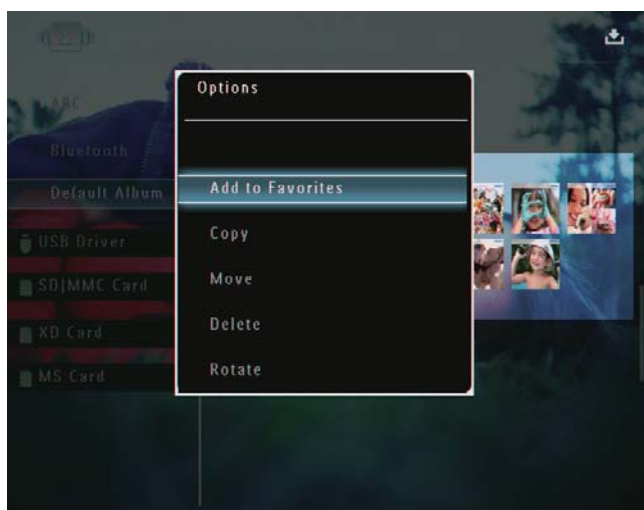 ABC
Bluetooth
Default Album
USB Driver
SD|MMC Card
XD Card
MS Card
Options
Add to Favorites
Copy
Move
Delete
Rotate